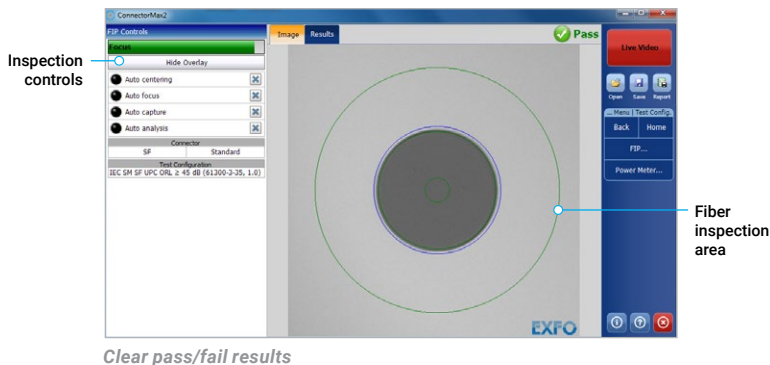 ConnectorMax2
FIP Controls
Focus
Hide Overlay
Auto centering
Auto focus
Auto capture
Auto analysis
Connector
SF Standard
Test Configuration
IEC SM SF UPC ORL ≥ 45 dB (61300-3-35, 1.0)
Image Results
Pass
EXFO
Live Video
Open Save Report
... Menu | Test Config.
Back Home
FIP...
Power Meter...
Inspection
controls
Fiber
inspection
area
Clear pass/fail results